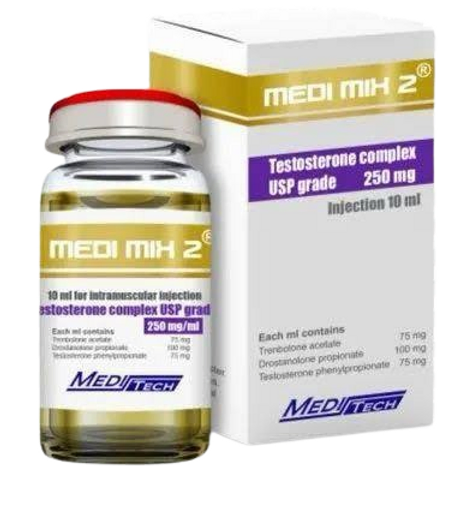 MEDI MIX 2®
Testosterone complex
USP grade 250 mg
Injection 10 ml
Each ml contains
Trenbolone acetate 75 mg
Drostanolone propionate 100 mg
Testosterone phenylpropionate 75 mg
MEDITECH
MEDI MIX 2®
10 ml for intramuscular injection
estosterone complex USP grad
250 mg/ml
Each ml contains
Trenbolone acetate 75 mg
Drostanolone propionate 100 mg
Testosterone phenylpropionate 75 mg
MEDITECH